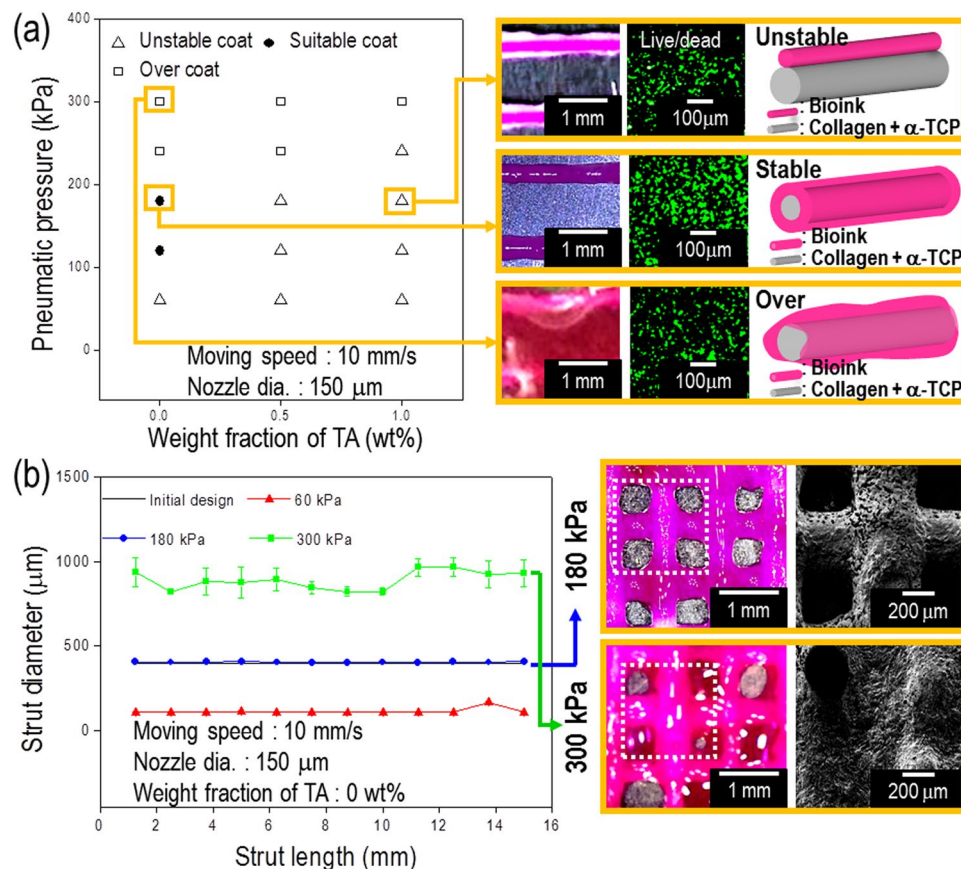 (a)
Pneumatic pressure (kPa)
400
300
200
100
0
Unstable coat
Suitable coat
Over coat
Moving speed : 10 mm/s
Nozzle dia. : 150 μm
0.0
0.5
1.0
Weight fraction of TA (wt%)
1 mm
Live/dead
100μm
Unstable
: Bioink
: Collagen + α-TCP
1 mm
100μm
Stable
: Bioink
: Collagen + α-TCP
1 mm
100μm
Over
: Bioink
: Collagen + α-TCP
(b)
Strut diameter (μm)
1500
1000
500
0
Initial design
60 kPa
180 kPa
300 kPa
Moving speed : 10 mm/s
Nozzle dia. : 150 μm
Weight fraction of TA : 0 wt%
0
2
4
6
8
10
12
14
16
Strut length (mm)
180 kPa
1 mm
200 μm
300 kPa
1 mm
200 μm